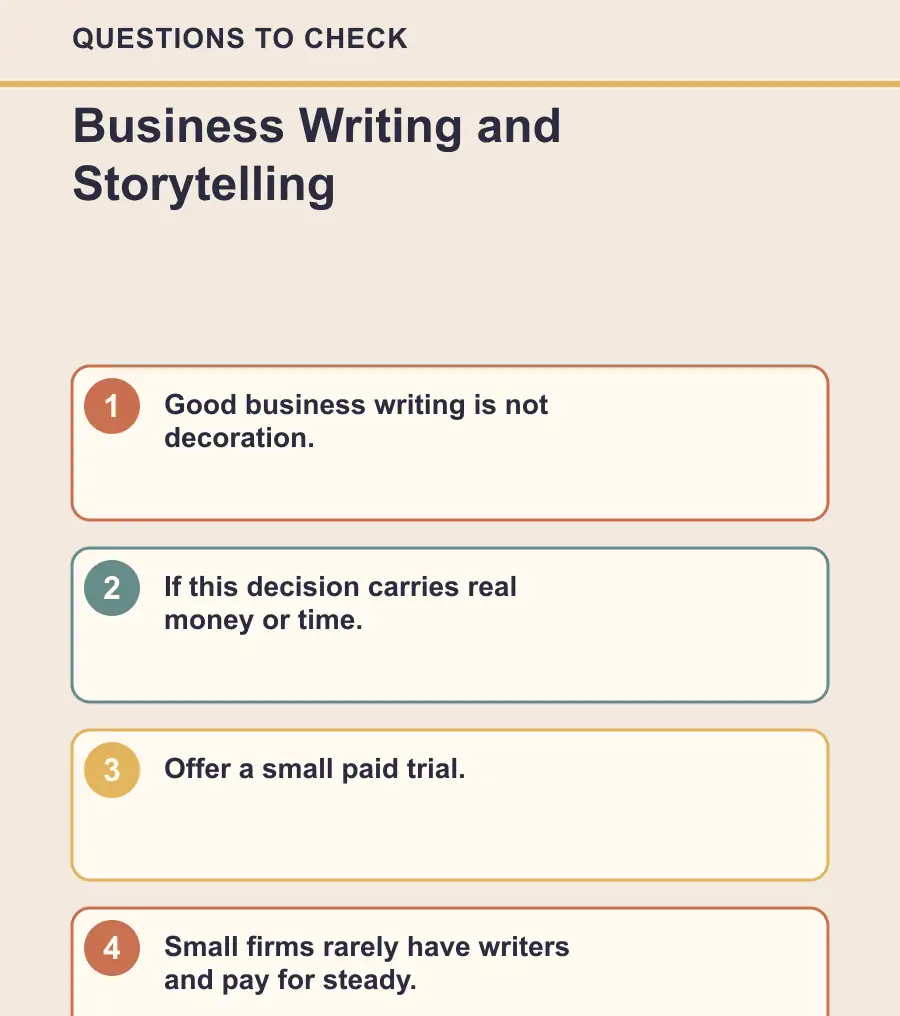 QUESTIONS TO CHECK
Business Writing and
Storytelling
1
Good business writing is not
decoration.
2
If this decision carries real
money or time.
3
Offer a small paid trial.
4
Small firms rarely have writers
and pay for steady.